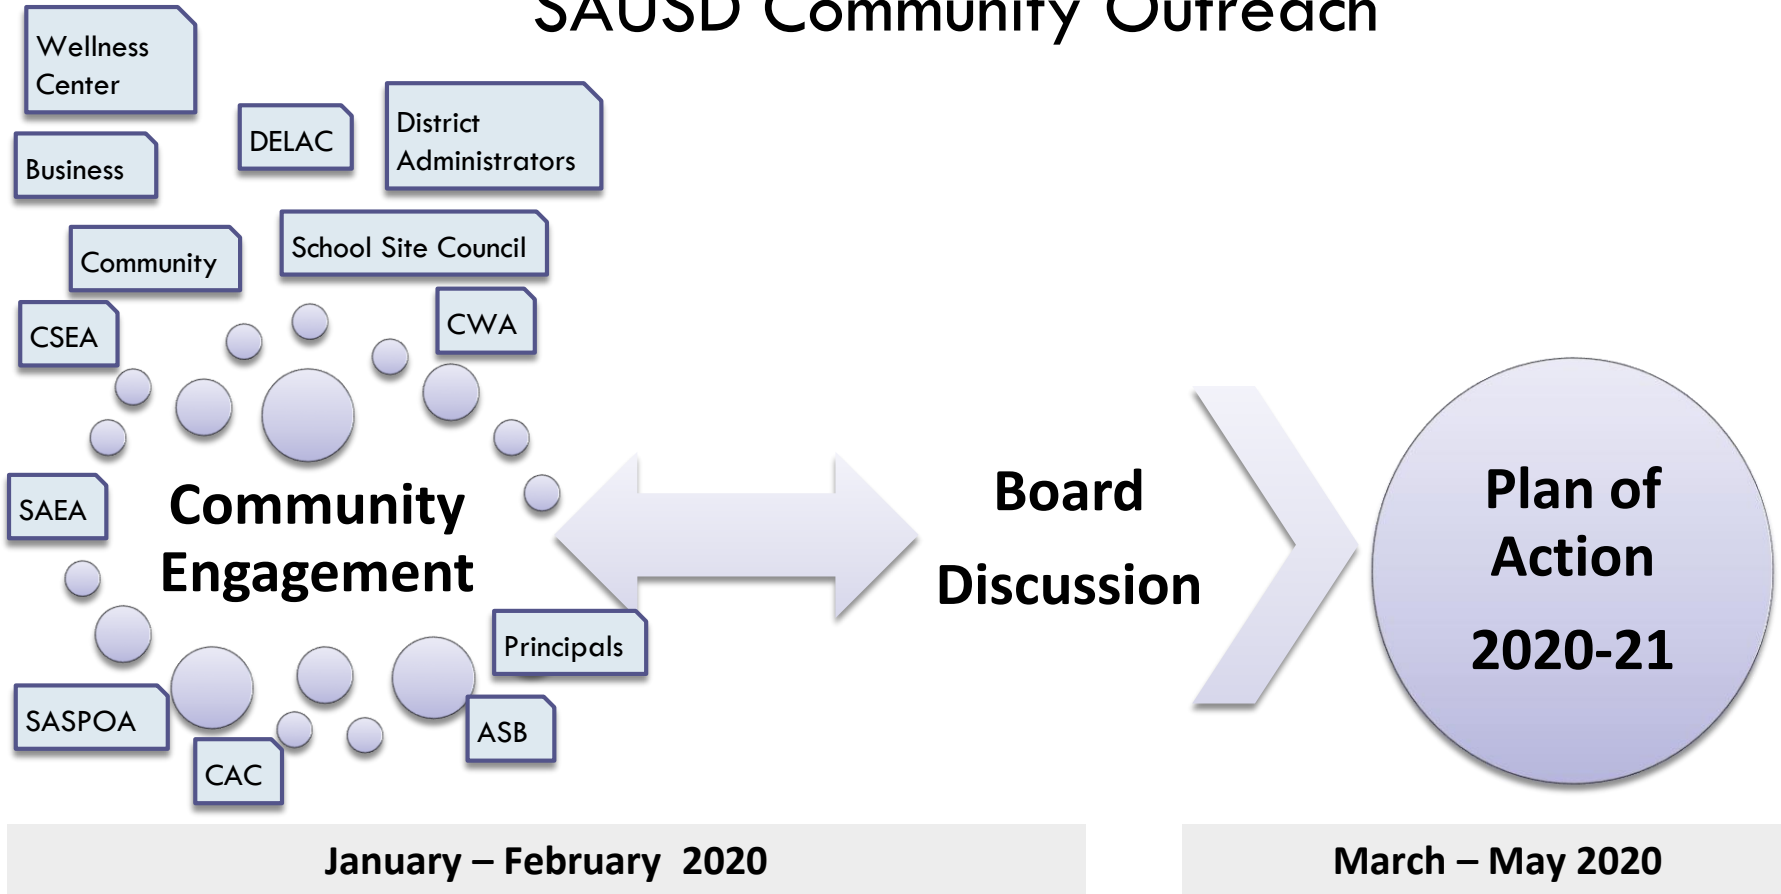 SAUSD Community Outreach
Wellness
Center
Business
DELAC
District
Administrators
Community
School Site Council
CSEA
CWA
SAEA
Community
Engagement
Principals
SASPOA
CAC
ASB
Board
Discussion
Plan of
Action
2020-21
January – February 2020
March – May 2020